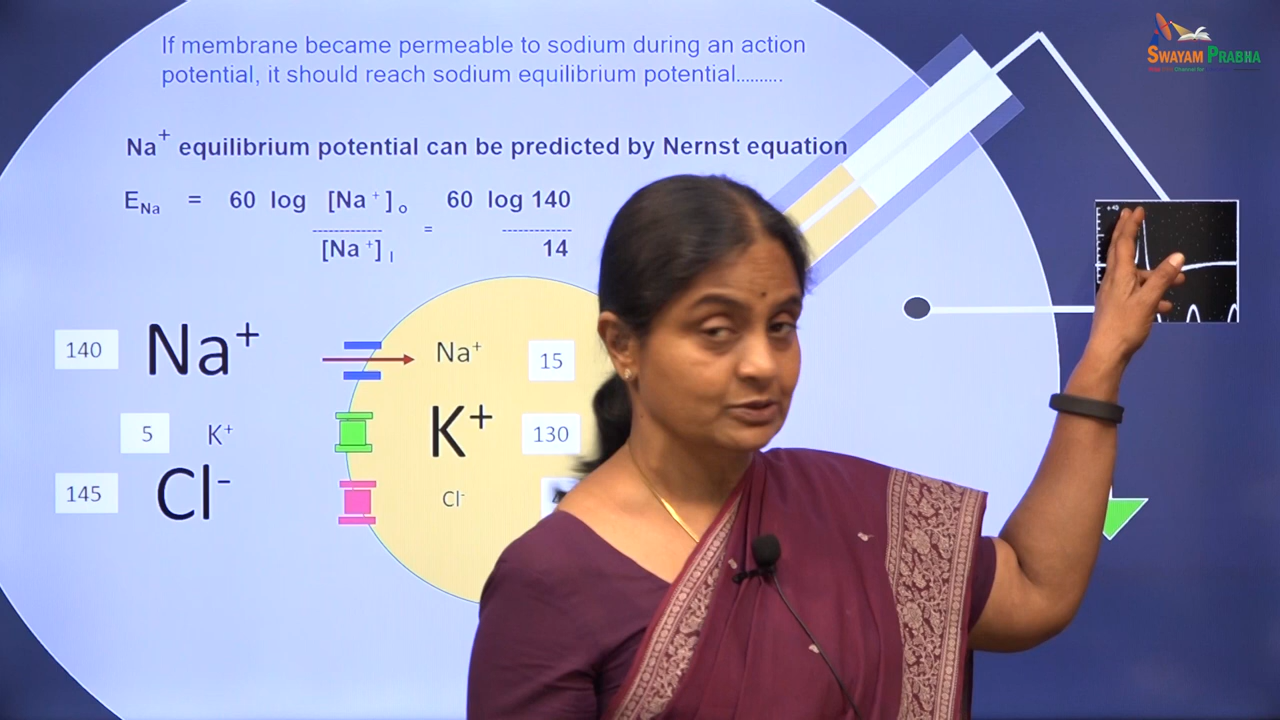 If membrane became permeable to sodium during an action
potential, it should reach sodium equilibrium potential..........
SWAYAM PRABHA
Na+ equilibrium potential can be predicted by Nernst equation
ENa = 60 log [Na+]o 60 log 140
------------- = -------------
[Na+]I 14
140 Na+ Na+ 15
5 K+ K+ 130
145 Cl- Cl-
+40